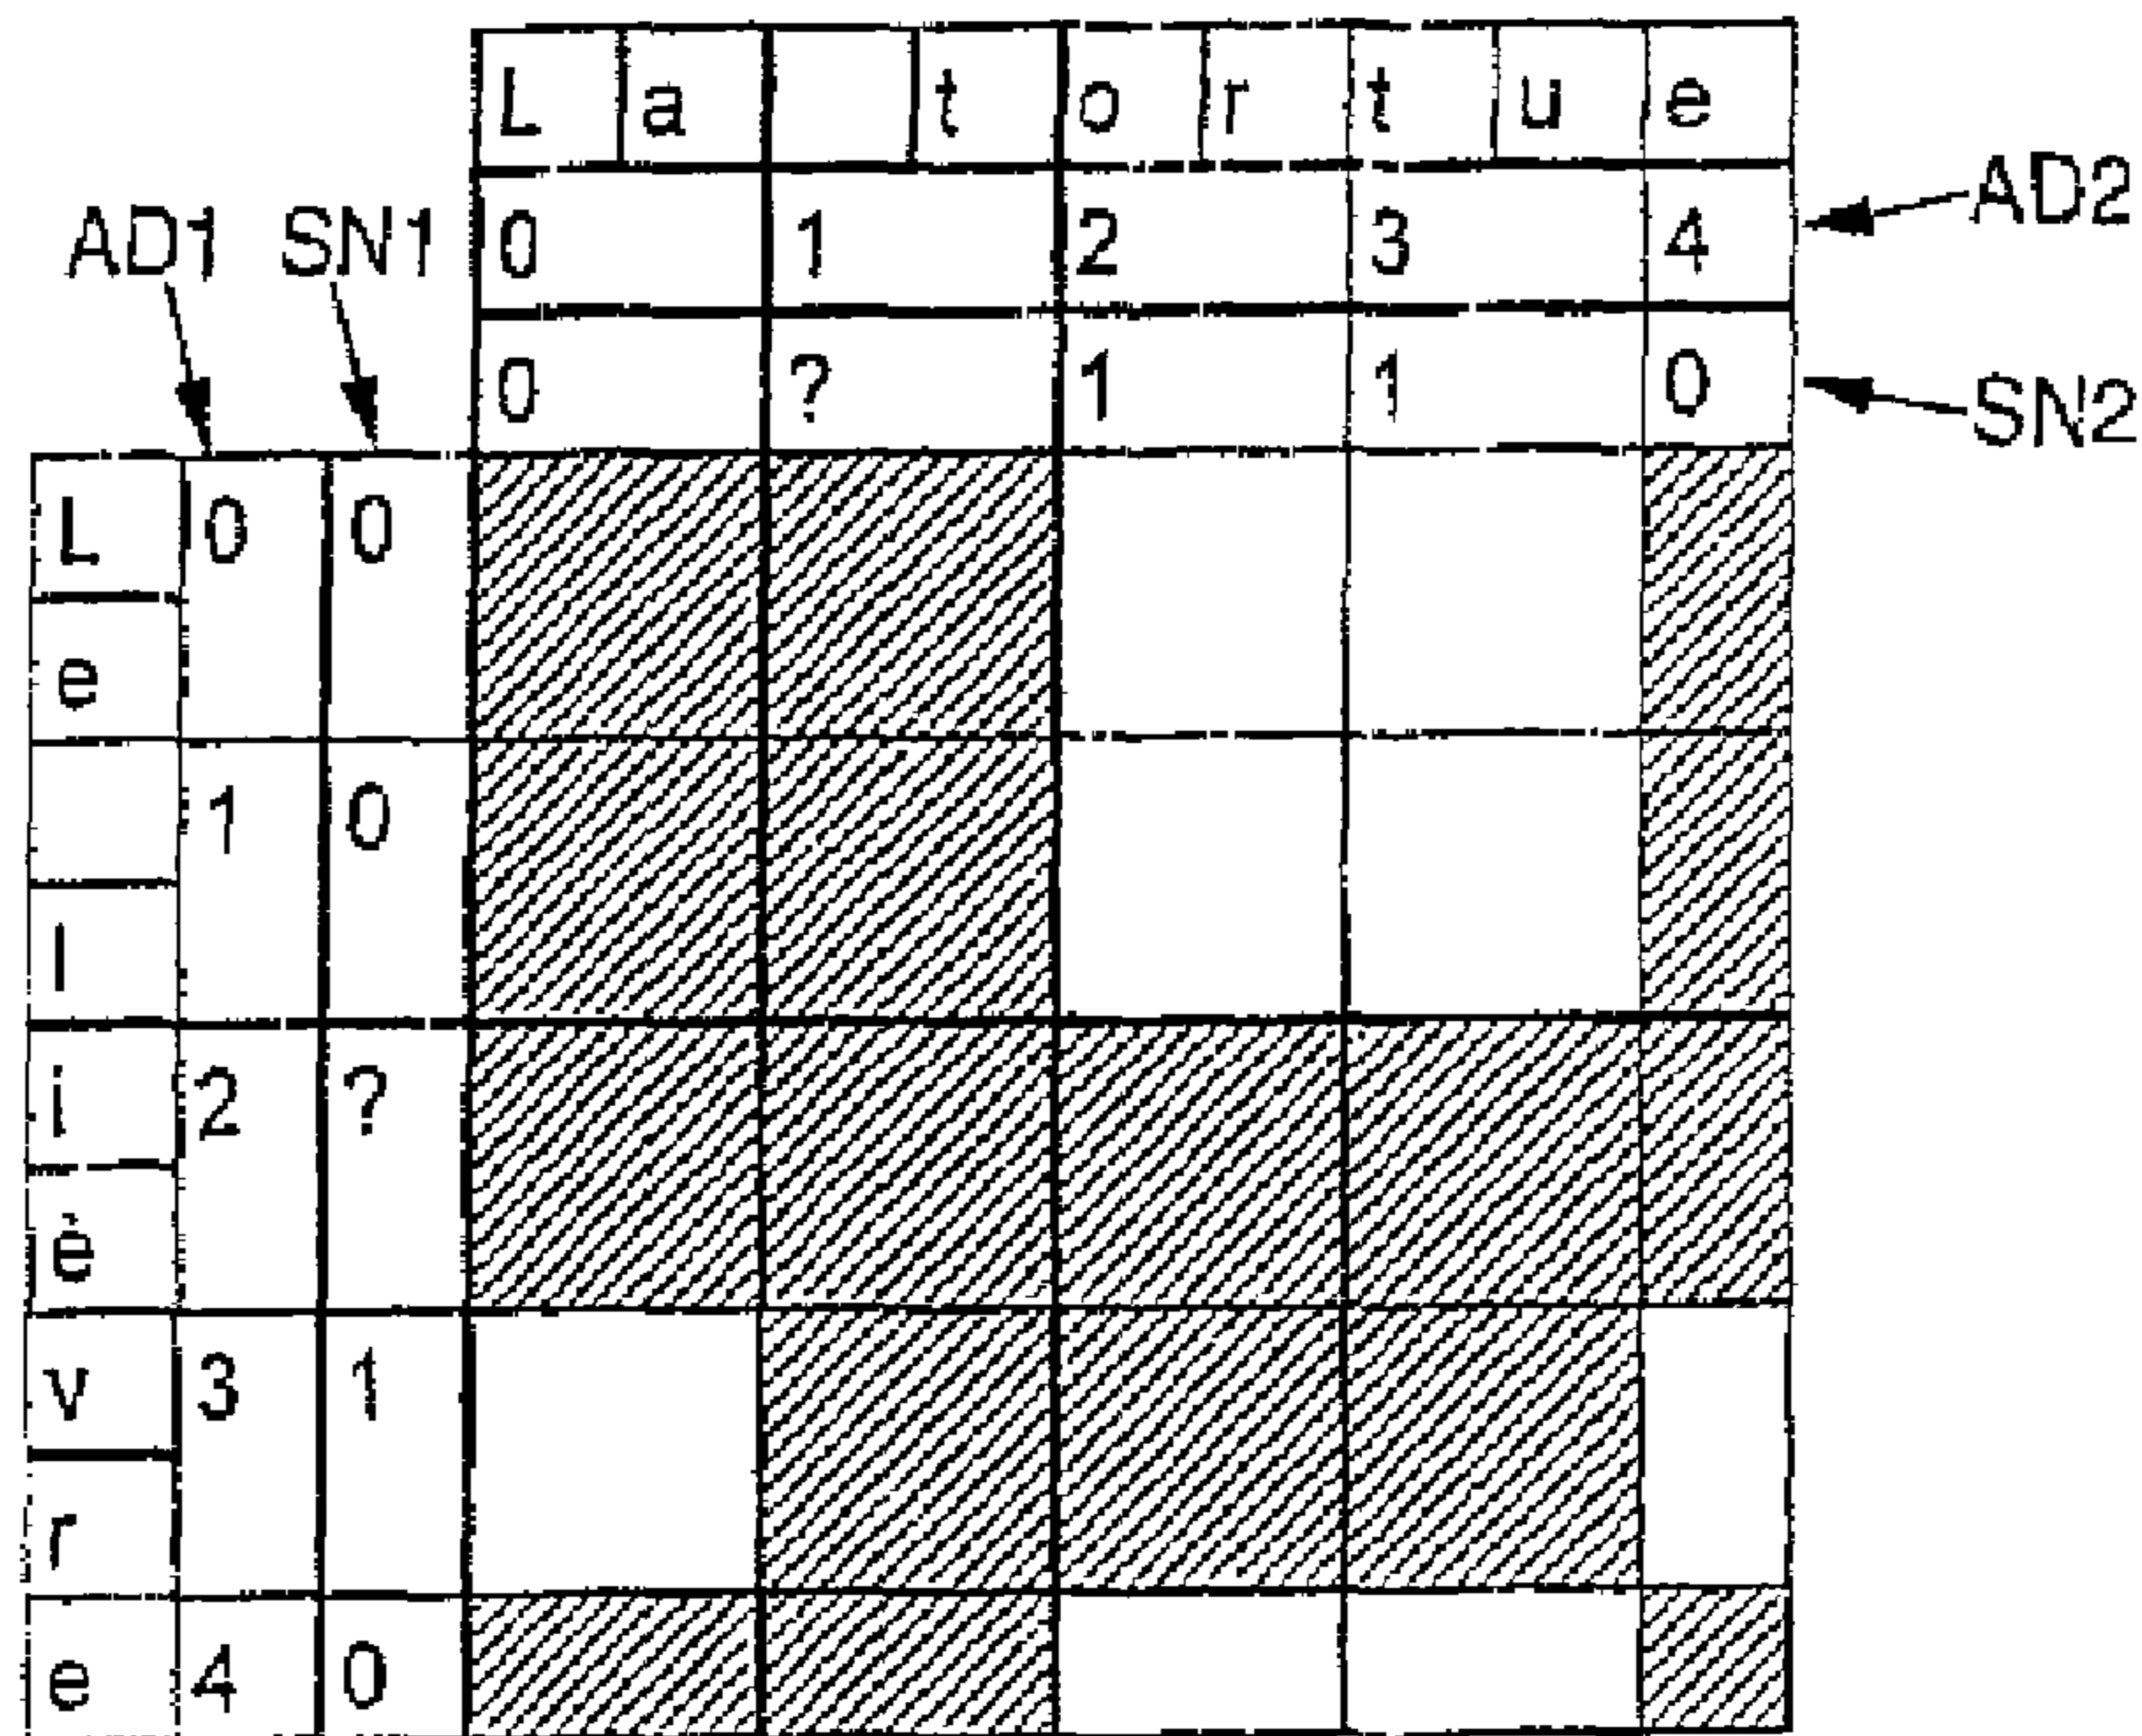 L a t o r t u e
0 1 2 3 4 AD2
AD1 SN1
0 ? 1 1 0 SN2
L 0 0
e
1 0
l
i 2 ?
è
v 3 1
r
e 4 0